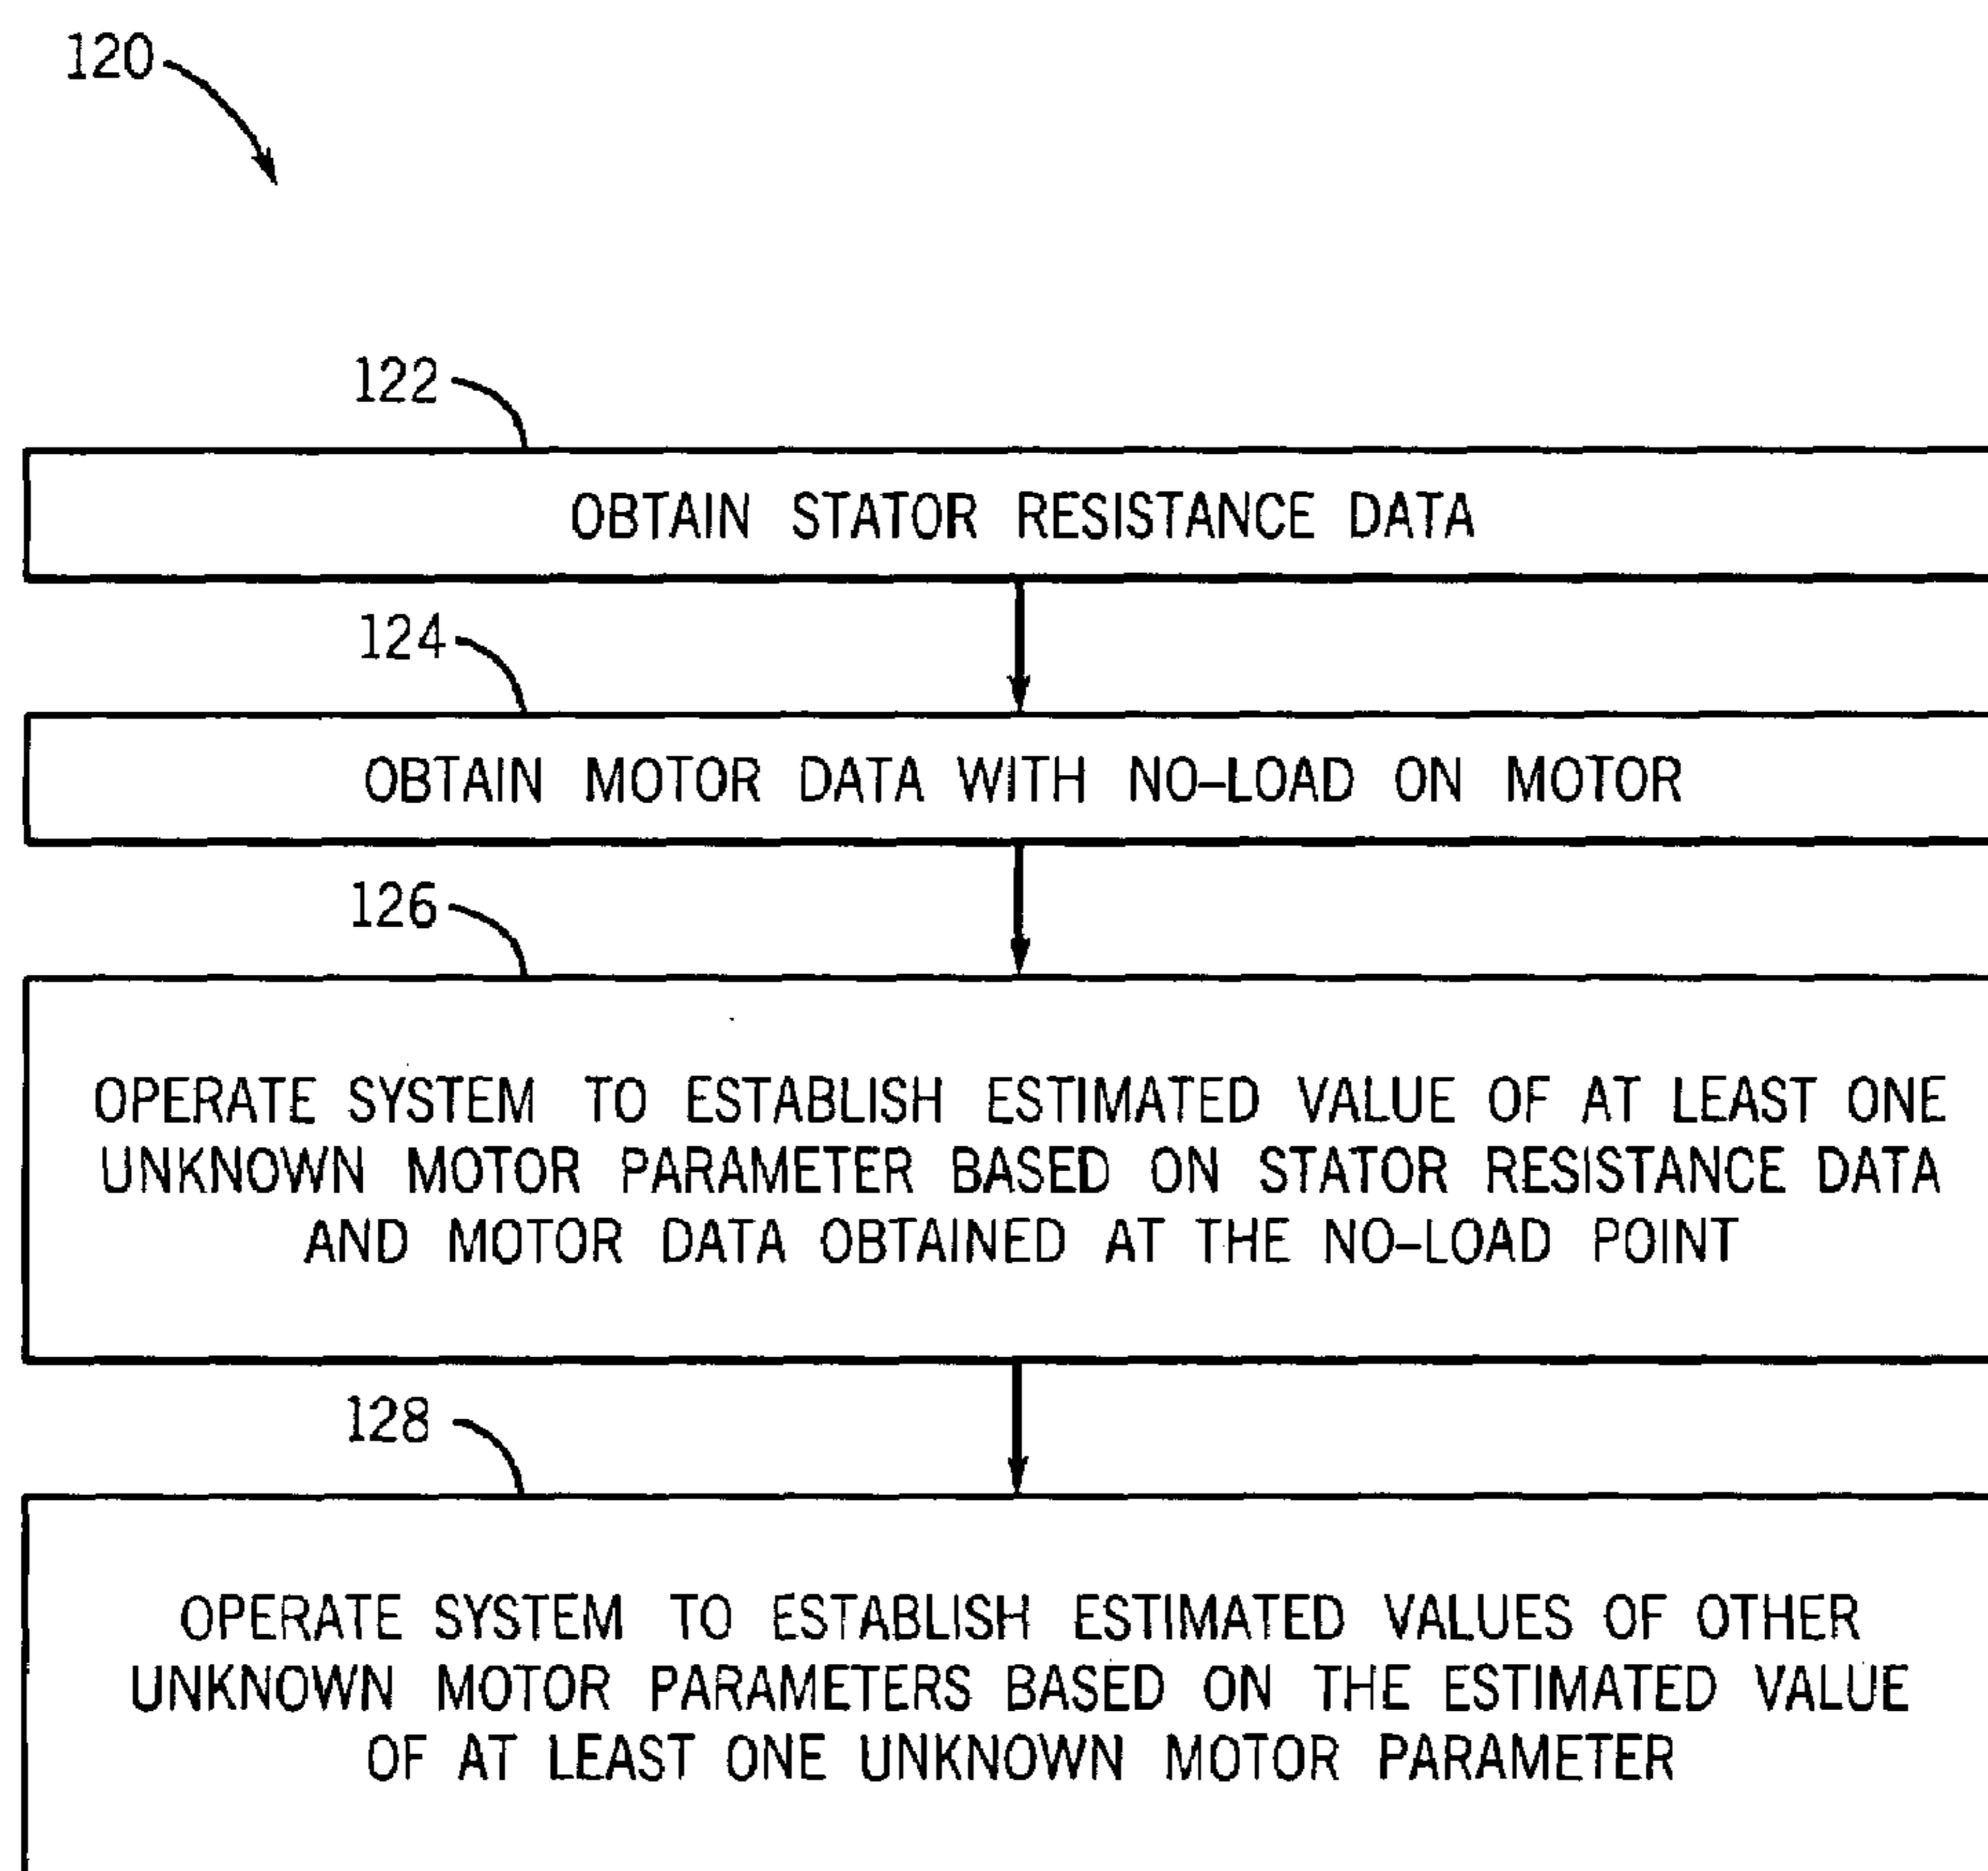 120
122
OBTAIN STATOR RESISTANCE DATA
124
OBTAIN MOTOR DATA WITH NO-LOAD ON MOTOR
126
OPERATE SYSTEM TO ESTABLISH ESTIMATED VALUE OF AT LEAST ONE
UNKNOWN MOTOR PARAMETER BASED ON STATOR RESISTANCE DATA
AND MOTOR DATA OBTAINED AT THE NO-LOAD POINT
128
OPERATE SYSTEM TO ESTABLISH ESTIMATED VALUES OF OTHER
UNKNOWN MOTOR PARAMETERS BASED ON THE ESTIMATED VALUE
OF AT LEAST ONE UNKNOWN MOTOR PARAMETER